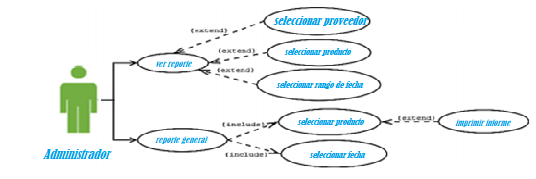 seleccionar proveedor
{extend}
{extend}
seleccionar producto
ver reporte
{extend}
seleccionar rango de fecha
{include}
seleccionar producto
{extend}
imprimir informe
reporte general
{include}
seleccionar fecha
Administrador